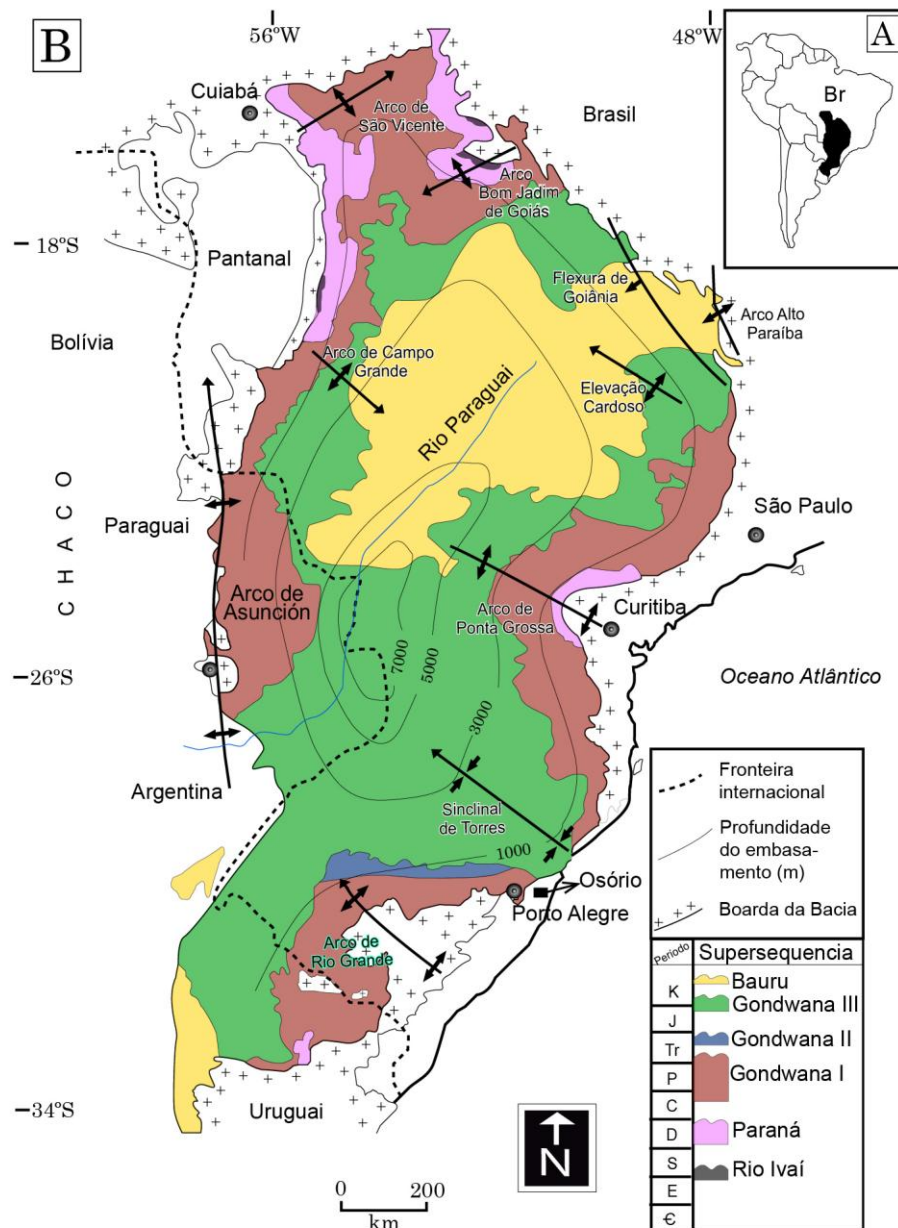 B
56ºW
48ºW
A
Br
Cuiabá
Arco de
São Vicente
Brasil
Arco
Bom Jadim
de Goiás
18ºS
Pantanal
Flexura de
Goiânia
Arco Alto
Paraíba
Bolívia
Arco de Campo
Grande
Elevação
Cardoso
Rio Paraguai
CHACO
Paraguai
São Paulo
Arco de
Asunción
Arco de
Ponta Grossa
Curitiba
7000
5000
3000
26ºS
Oceano Atlântico
Argentina
Sinclinal
de Torres
1000
Osório
Porto Alegre
Arco de
Rio Grande
34ºS
Uruguai
N
0 200
km
Fronteira
internacional
Profundidade
do embasa-
mento (m)
Boarda da Bacia
Periodo Supersequencia
K Bauru
Gondwana III
J
Tr Gondwana II
P Gondwana I
C
D Paraná
S Rio Ivaí
E
Є